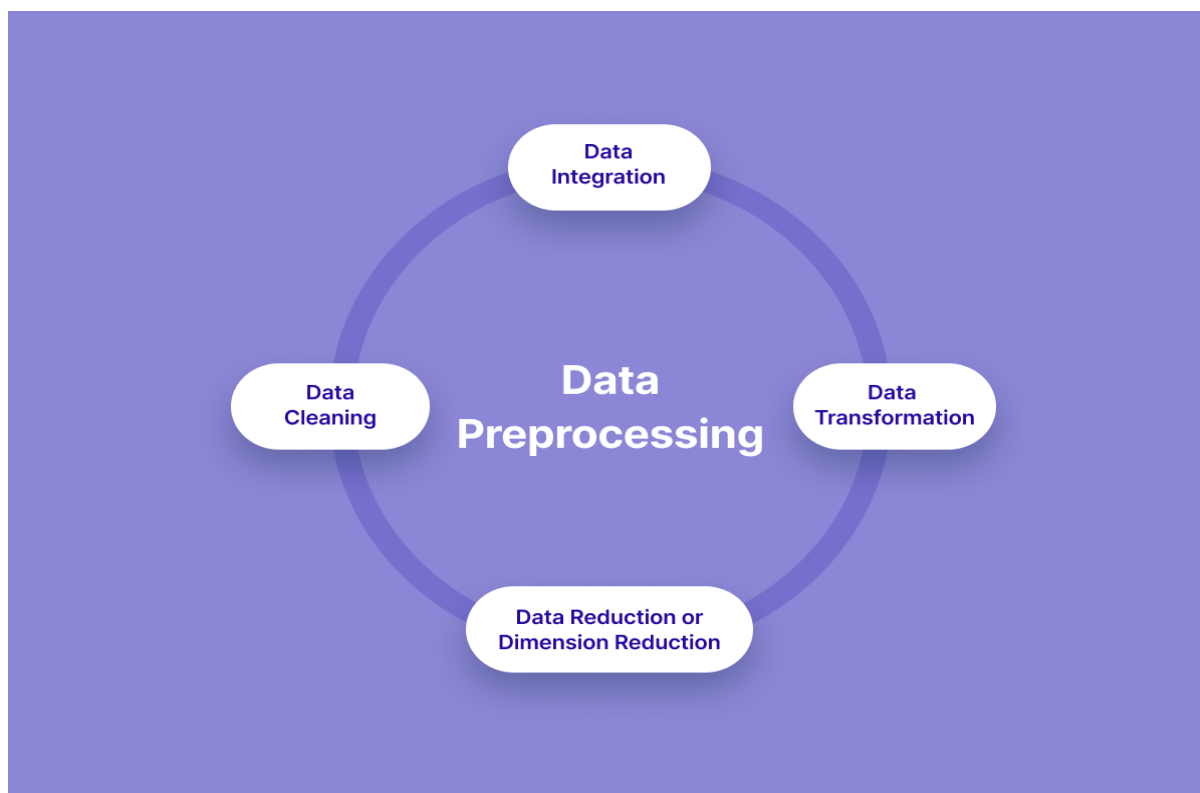 Data
Integration
Data
Cleaning
Data
Preprocessing
Data
Transformation
Data Reduction or
Dimension Reduction